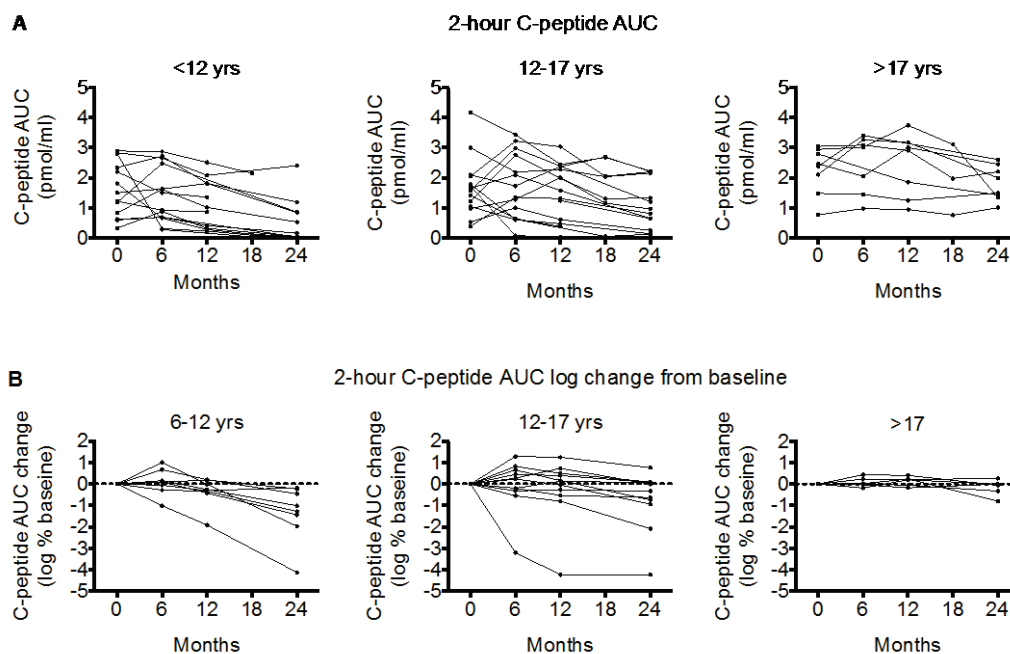 A
2-hour C-peptide AUC
<12 yrs
12-17 yrs
>17 yrs
C-peptide AUC
(pmol/ml)
5
4
3
2
1
0
0 6 12 18 24
Months
C-peptide AUC
(pmol/ml)
5
4
3
2
1
0
0 6 12 18 24
Months
C-peptide AUC
(pmol/ml)
5
4
3
2
1
0
0 6 12 18 24
Months
B
2-hour C-peptide AUC log change from baseline
6-12 yrs
12-17 yrs
>17
C-peptide AUC change
(log % baseline)
2
1
0
-1
-2
-3
-4
-5
0 6 12 18 24
Months
C-peptide AUC change
(log % baseline)
2
1
0
-1
-2
-3
-4
-5
0 6 12 18 24
Months
C-peptide AUC change
(log % baseline)
2
1
0
-1
-2
-3
-4
-5
0 6 12 18 24
Months